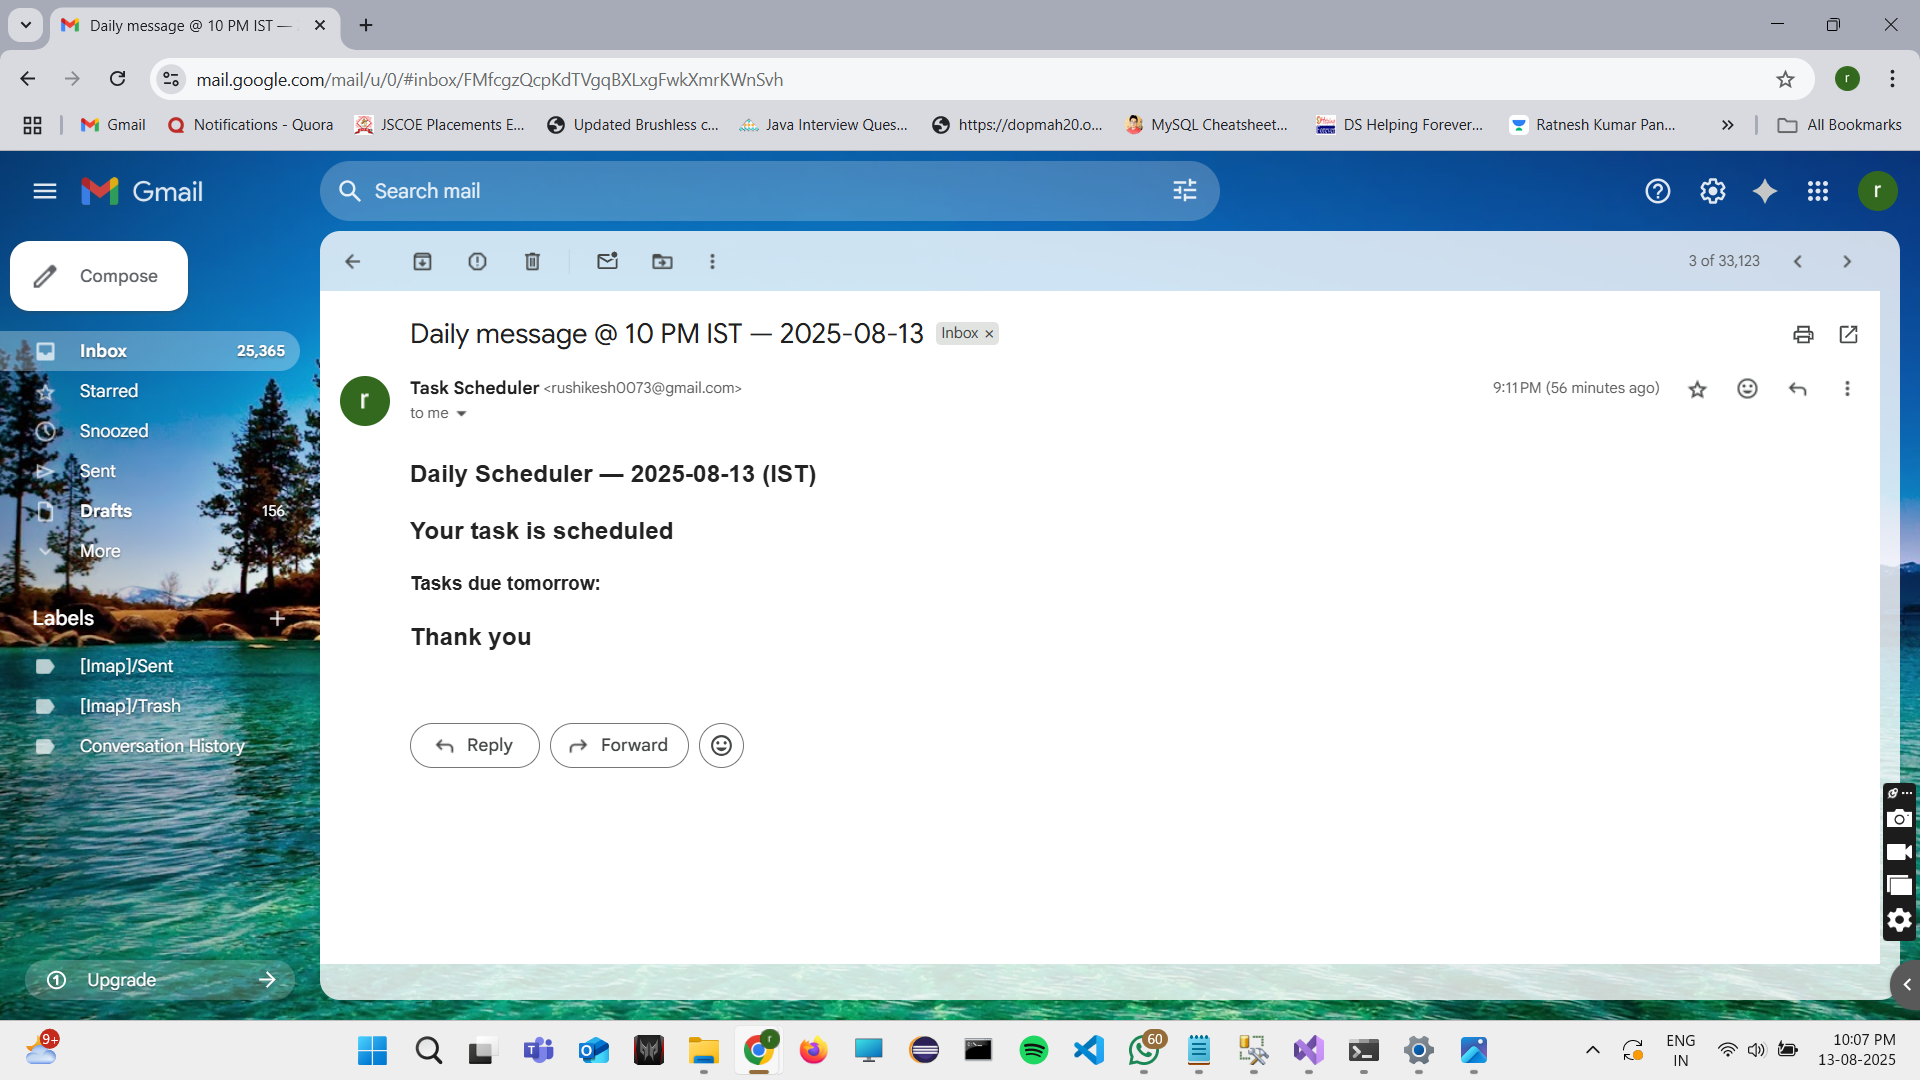 Daily message @ 10 PM IST —
mail.google.com/mail/u/0/#inbox/FMfcgzQcpKdTVgqBXLxgFwkXmrKWnSvh
Gmail
Notifications - Quora
JSCOE Placements E...
Updated Brushless c...
Java Interview Ques...
https://dopmah20.o...
MySQL Cheatsheet...
DS Helping Forever...
Ratnesh Kumar Pan...
All Bookmarks
Gmail
Search mail
r
Compose
3 of 33,123
Inbox 25,365
Starred
Snoozed
Sent
Drafts 156
More
Labels
[Imap]/Sent
[Imap]/Trash
Conversation History
Upgrade
Daily message @ 10 PM IST — 2025-08-13 Inbox ×
r
Task Scheduler <rushikesh0073@gmail.com>
9:11 PM (56 minutes ago)
to me
Daily Scheduler — 2025-08-13 (IST)
Your task is scheduled
Tasks due tomorrow:
Thank you
Reply
Forward
9+
60
ENG
IN
10:07 PM
13-08-2025